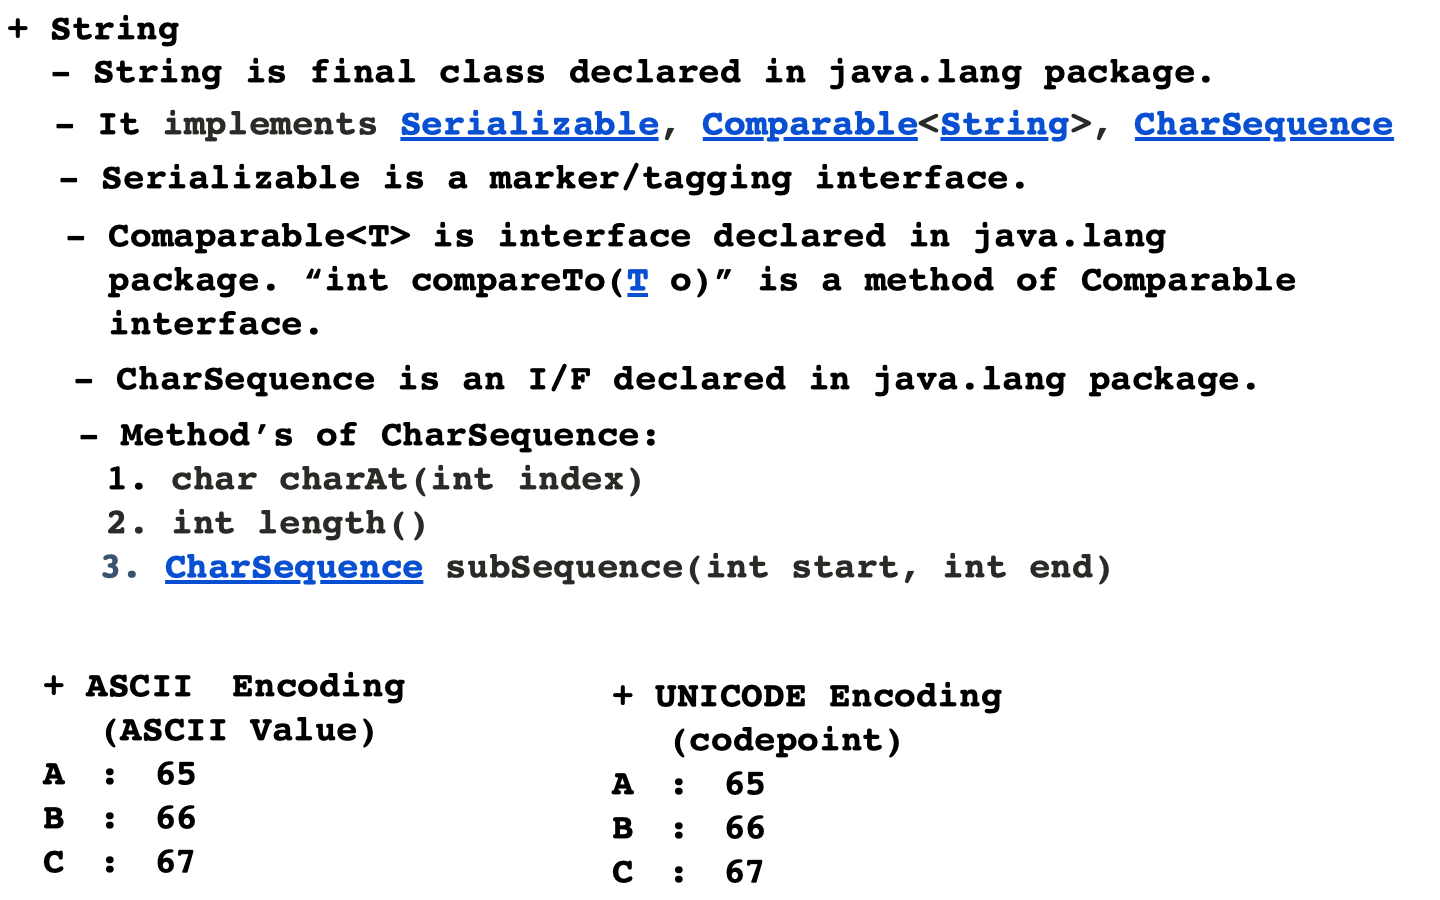 + String
- String is final class declared in java.lang package.
- It implements Serializable, Comparable<String>, CharSequence
- Serializable is a marker/tagging interface.
- Comaparable<T> is interface declared in java.lang
package. “int compareTo(T o)” is a method of Comparable
interface.
- CharSequence is an I/F declared in java.lang package.
- Method’s of CharSequence:
1. char charAt(int index)
2. int length()
3. CharSequence subSequence(int start, int end)
+ ASCII  Encoding
(ASCII Value)
A : 65
B : 66
C : 67
+ UNICODE Encoding
(codepoint)
A : 65
B : 66
C : 67